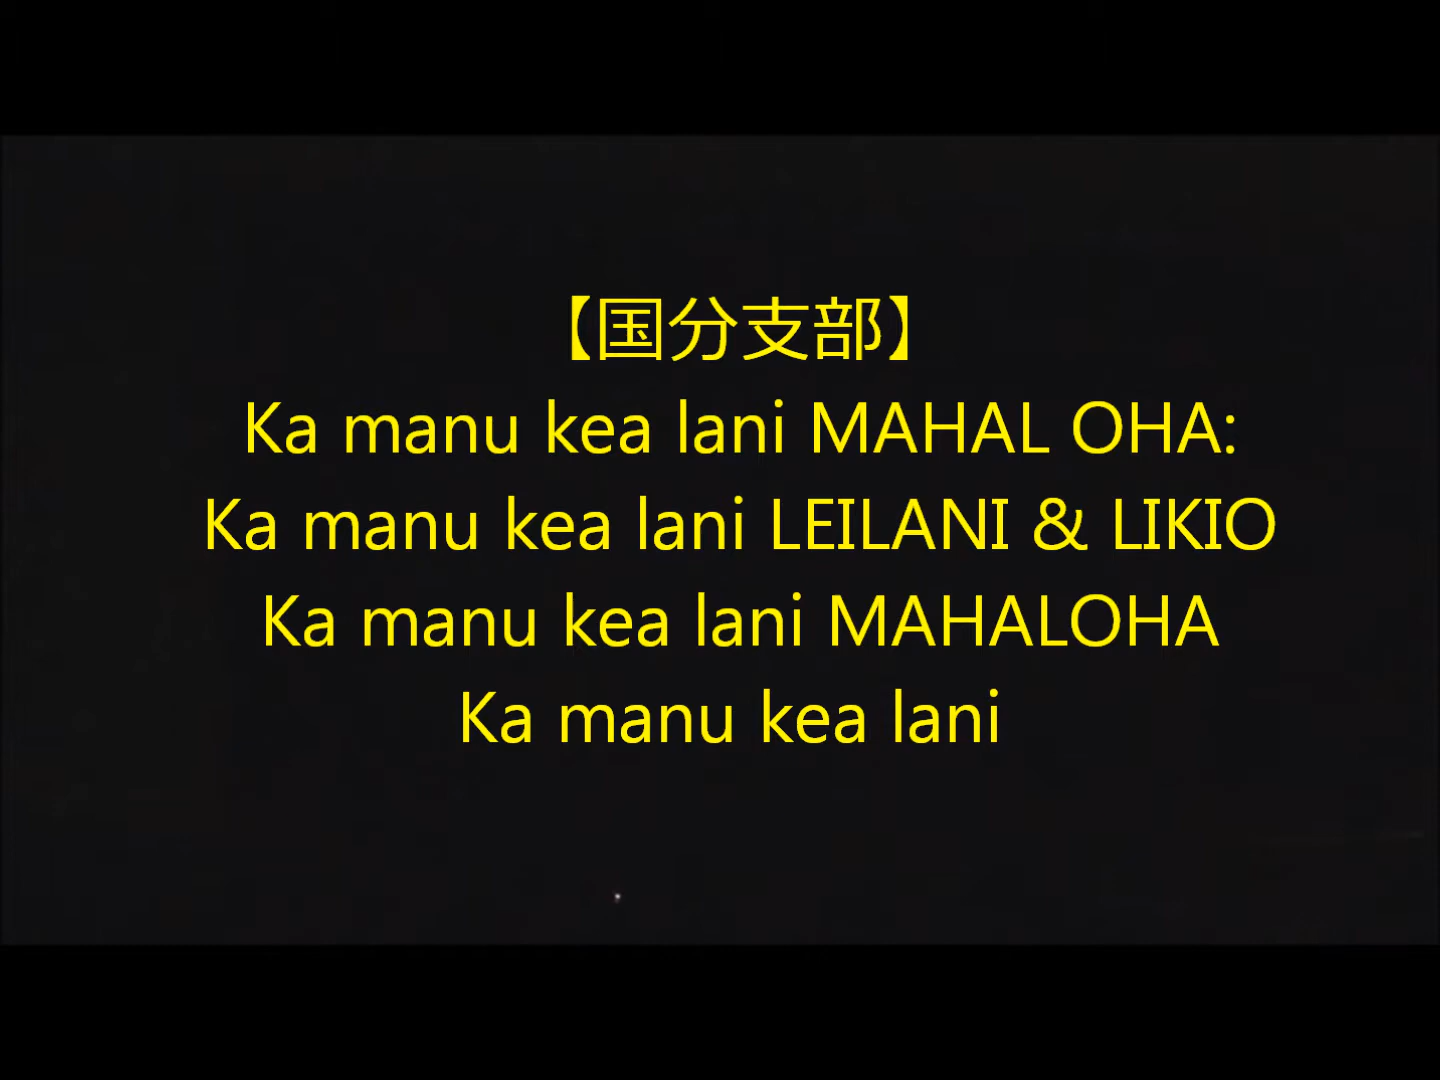 【国分支部】
Ka manu kea lani MAHAL OHA:
Ka manu kea lani LEILANI & LIKIO
Ka manu kea lani MAHALOHA
Ka manu kea lani